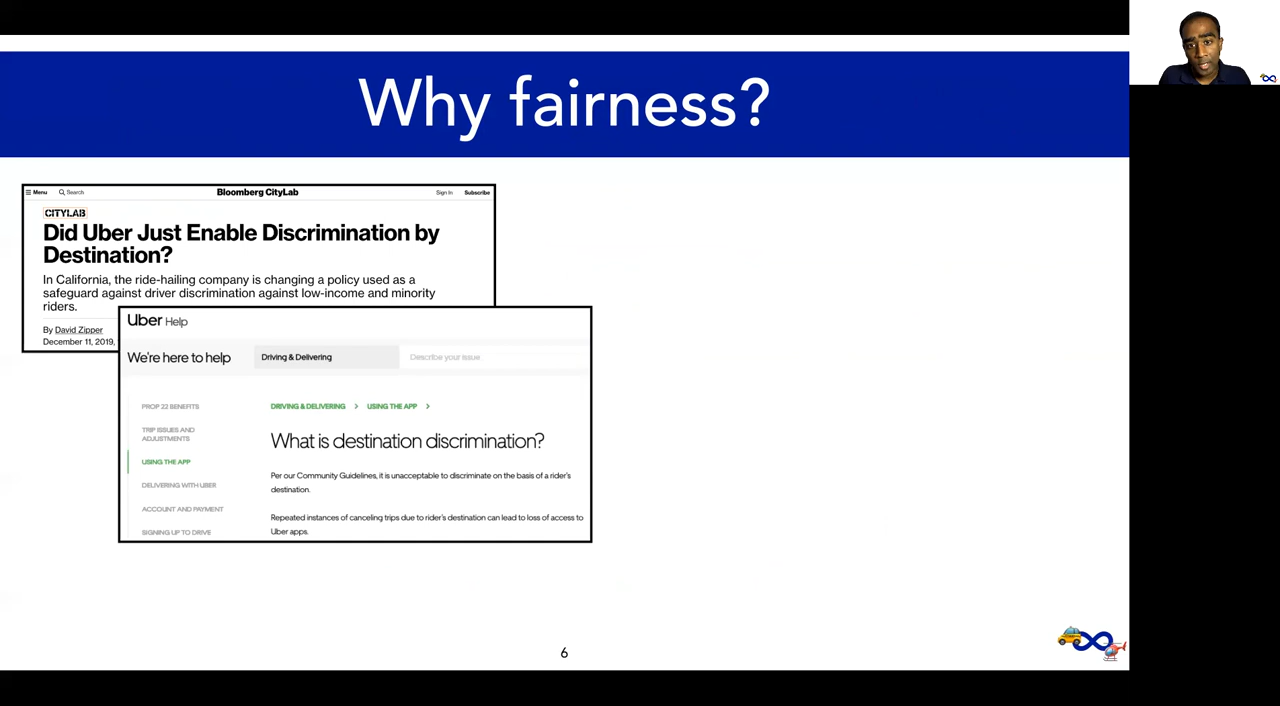 Why fairness?
Menu Search Bloomberg CityLab Sign In Subscribe
CITYLAB
Did Uber Just Enable Discrimination by
Destination?
In California, the ride-hailing company is changing a policy used as a
safeguard against driver discrimination against low-income and minority
riders.
By David Zipper
December 11, 2019,
Uber Help
We're here to help Driving & Delivering Describe your issue
PROP 22 BENEFITS
TRIP ISSUES AND
ADJUSTMENTS
USING THE APP
DELIVERING WITH UBER
ACCOUNT AND PAYMENT
SIGNING UP TO DRIVE
DRIVING & DELIVERING > USING THE APP >
What is destination discrimination?
Per our Community Guidelines, it is unacceptable to discriminate on the basis of a rider's
destination.
Repeated instances of canceling trips due to rider's destination can lead to loss of access to
Uber apps.
6